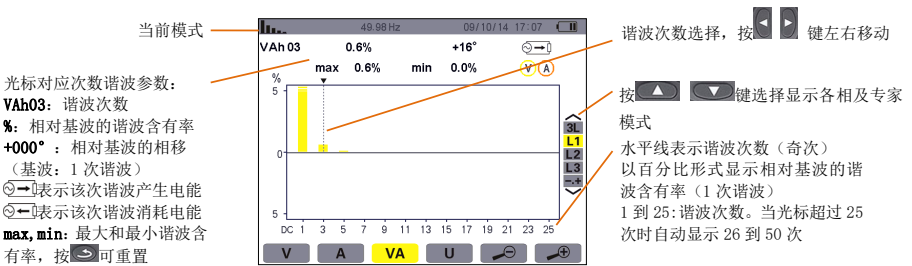 当前模式
光标对应次数谐波参数：
VAh03：谐波次数
%：相对基波的谐波含有率
+000°：相对基波的相移
（基波：1 次谐波）
表示该次谐波产生电能
表示该次谐波消耗电能
max,min：最大和最小谐波含
有率，按可重置
49.98Hz 09/10/14 17:07
VAh 03 0.6% +16°
max 0.6% min 0.0% V A
%
5
0
5
DC 1 3 5 7 9 11 13 15 17 19 21 23 25
3L
L1
L2
L3
-.+
V A VA U
谐波次数选择，按 键左右移动
按 键选择显示各相及专家
模式
水平线表示谐波次数（奇次）
以百分比形式显示相对基波的谐
波含有率（1 次谐波）
1 到 25:谐波次数。当光标超过 25
次时自动显示 26 到 50 次